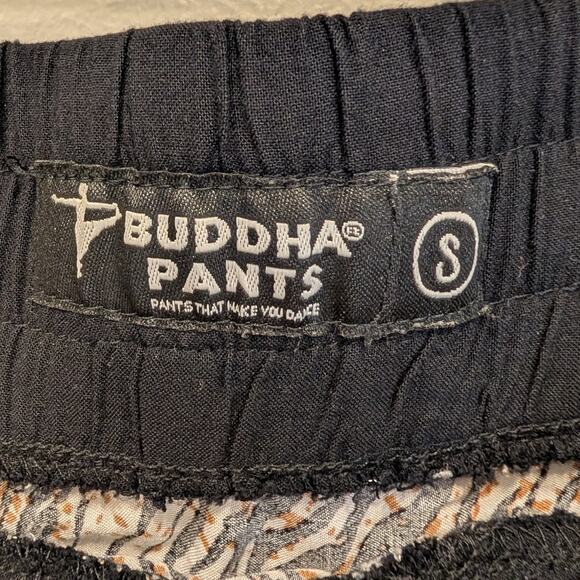 BUDDHA®
PANTS
PANTS THAT MAKE YOU DANCE
S